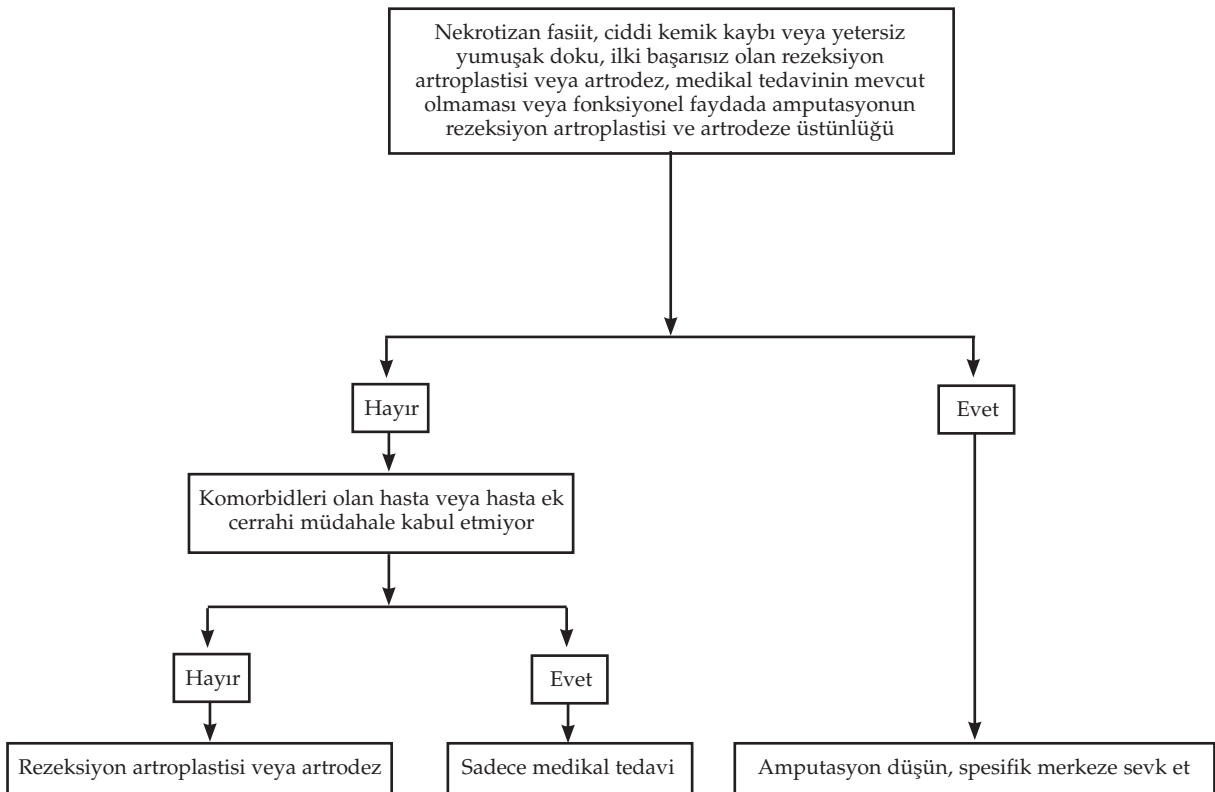 Nekrotizan fasiit, ciddi kemik kaybı veya yetersiz
yumuşak doku, ilki başarısız olan rezeksiyon
artroplastisi veya artrodez, medikal tedavinin mevcut
olmaması veya fonksiyonel faydada amputasyonun
rezeksiyon artroplastisi ve artrodeze üstünlüğü
Hayır
Evet
Komorbidleri olan hasta veya hasta ek
cerrahi müdahale kabul etmiyor
Hayır
Evet
Rezeksiyon artroplastisi veya artrodez
Sadece medikal tedavi
Amputasyon düşün, spesifik merkeze sevk et